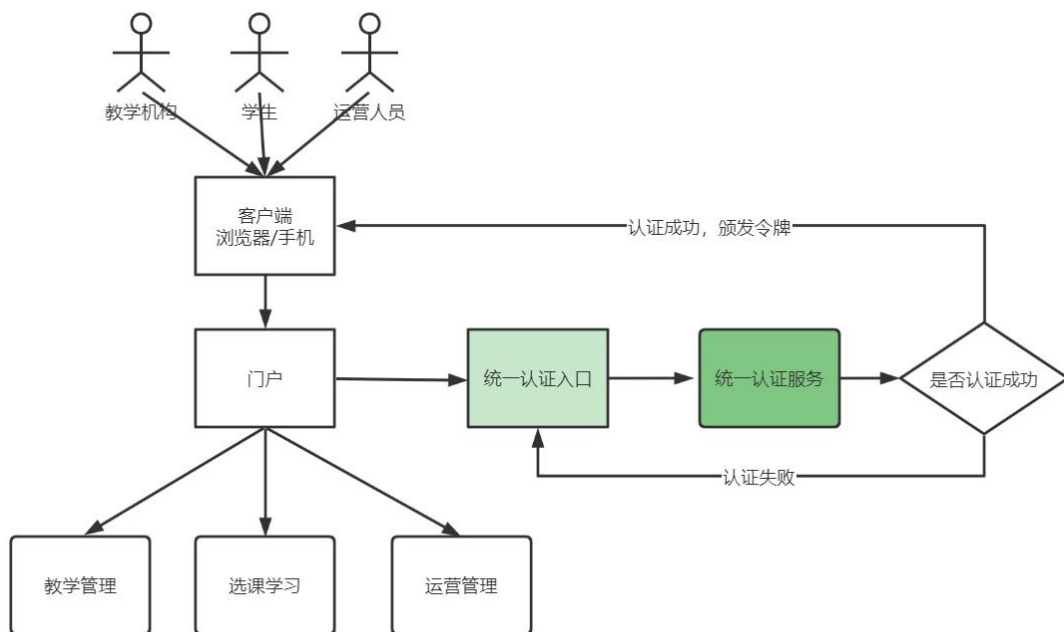 教学机构
学生
运营人员
客户端
浏览器/手机
认证成功，颁发令牌
门户
统一认证入口
统一认证服务
是否认证成功
认证失败
教学管理
选课学习
运营管理